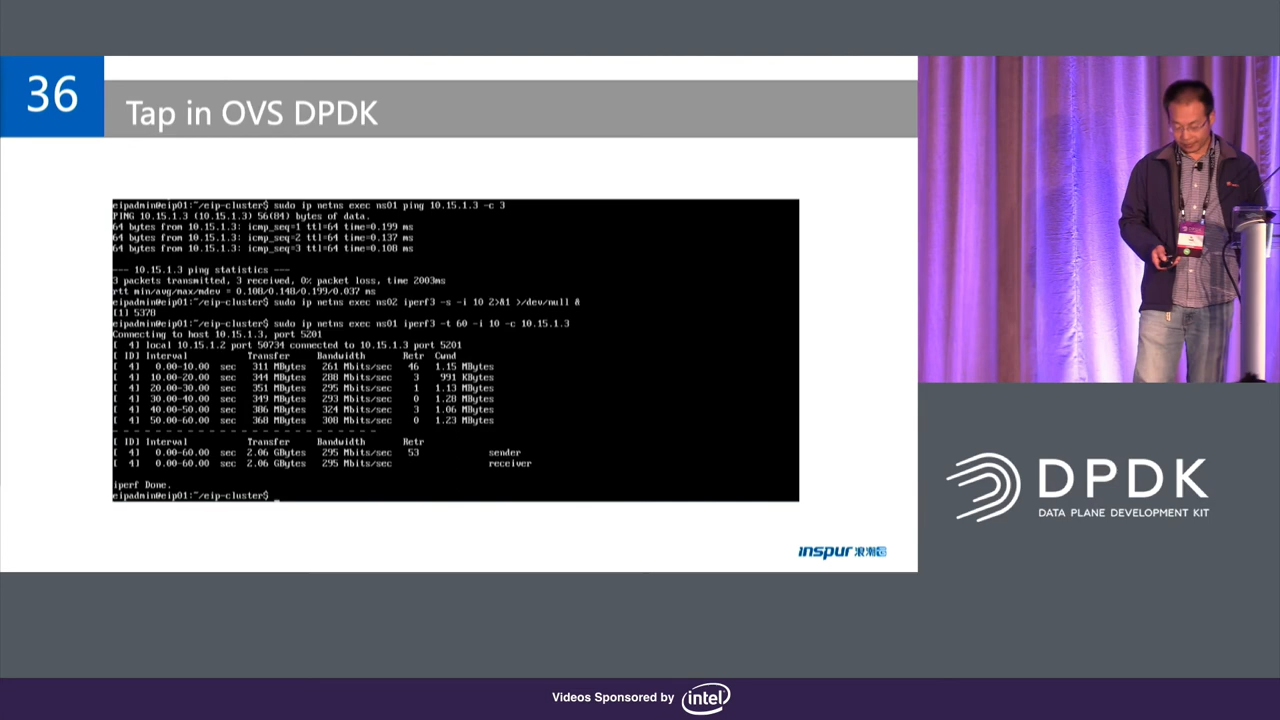 36
Tap in OVS DPDK
eipadmin@eip01:~/eip-cluster$ sudo ip netns exec ns01 ping 10.15.1.3 -c 3
PING 10.15.1.3 (10.15.1.3) 56(84) bytes of data.
64 bytes from 10.15.1.3: icmp_seq=1 ttl=64 time=0.199 ms
64 bytes from 10.15.1.3: icmp_seq=2 ttl=64 time=0.137 ms
64 bytes from 10.15.1.3: icmp_seq=3 ttl=64 time=0.108 ms
--- 10.15.1.3 ping statistics ---
3 packets transmitted, 3 received, 0% packet loss, time 2003ms
rtt min/avg/max/mdev = 0.108/0.148/0.199/0.037 ms
eipadmin@eip01:~/eip-cluster$ sudo ip netns exec ns02 iperf3 -s -i 10 2>&1 >/dev/null &
[1] 5378
eipadmin@eip01:~/eip-cluster$ sudo ip netns exec ns01 iperf3 -t 60 -i 10 -c 10.15.1.3
Connecting to host 10.15.1.3, port 5201
[ 4] local 10.15.1.2 port 50734 connected to 10.15.1.3 port 5201
[ ID] Interval Transfer Bandwidth Retr Cwnd
[ 4] 0.00-10.00 sec 311 MBytes 261 Mbits/sec 46 1.15 MBytes
[ 4] 10.00-20.00 sec 344 MBytes 288 Mbits/sec 3 991 KBytes
[ 4] 20.00-30.00 sec 351 MBytes 295 Mbits/sec 1 1.13 MBytes
[ 4] 30.00-40.00 sec 349 MBytes 293 Mbits/sec 0 1.28 MBytes
[ 4] 40.00-50.00 sec 386 MBytes 324 Mbits/sec 3 1.06 MBytes
[ 4] 50.00-60.00 sec 368 MBytes 308 Mbits/sec 0 1.23 MBytes
- - - - - - - - - - - - - - - - - - - - - - - - -
[ ID] Interval Transfer Bandwidth Retr
[ 4] 0.00-60.00 sec 2.06 GBytes 295 Mbits/sec 53 sender
[ 4] 0.00-60.00 sec 2.06 GBytes 295 Mbits/sec receiver
iperf Done.
eipadmin@eip01:~/eip-cluster$ _
inspur 浪潮
DPDK
DATA PLANE DEVELOPMENT KIT
Videos Sponsored by intel